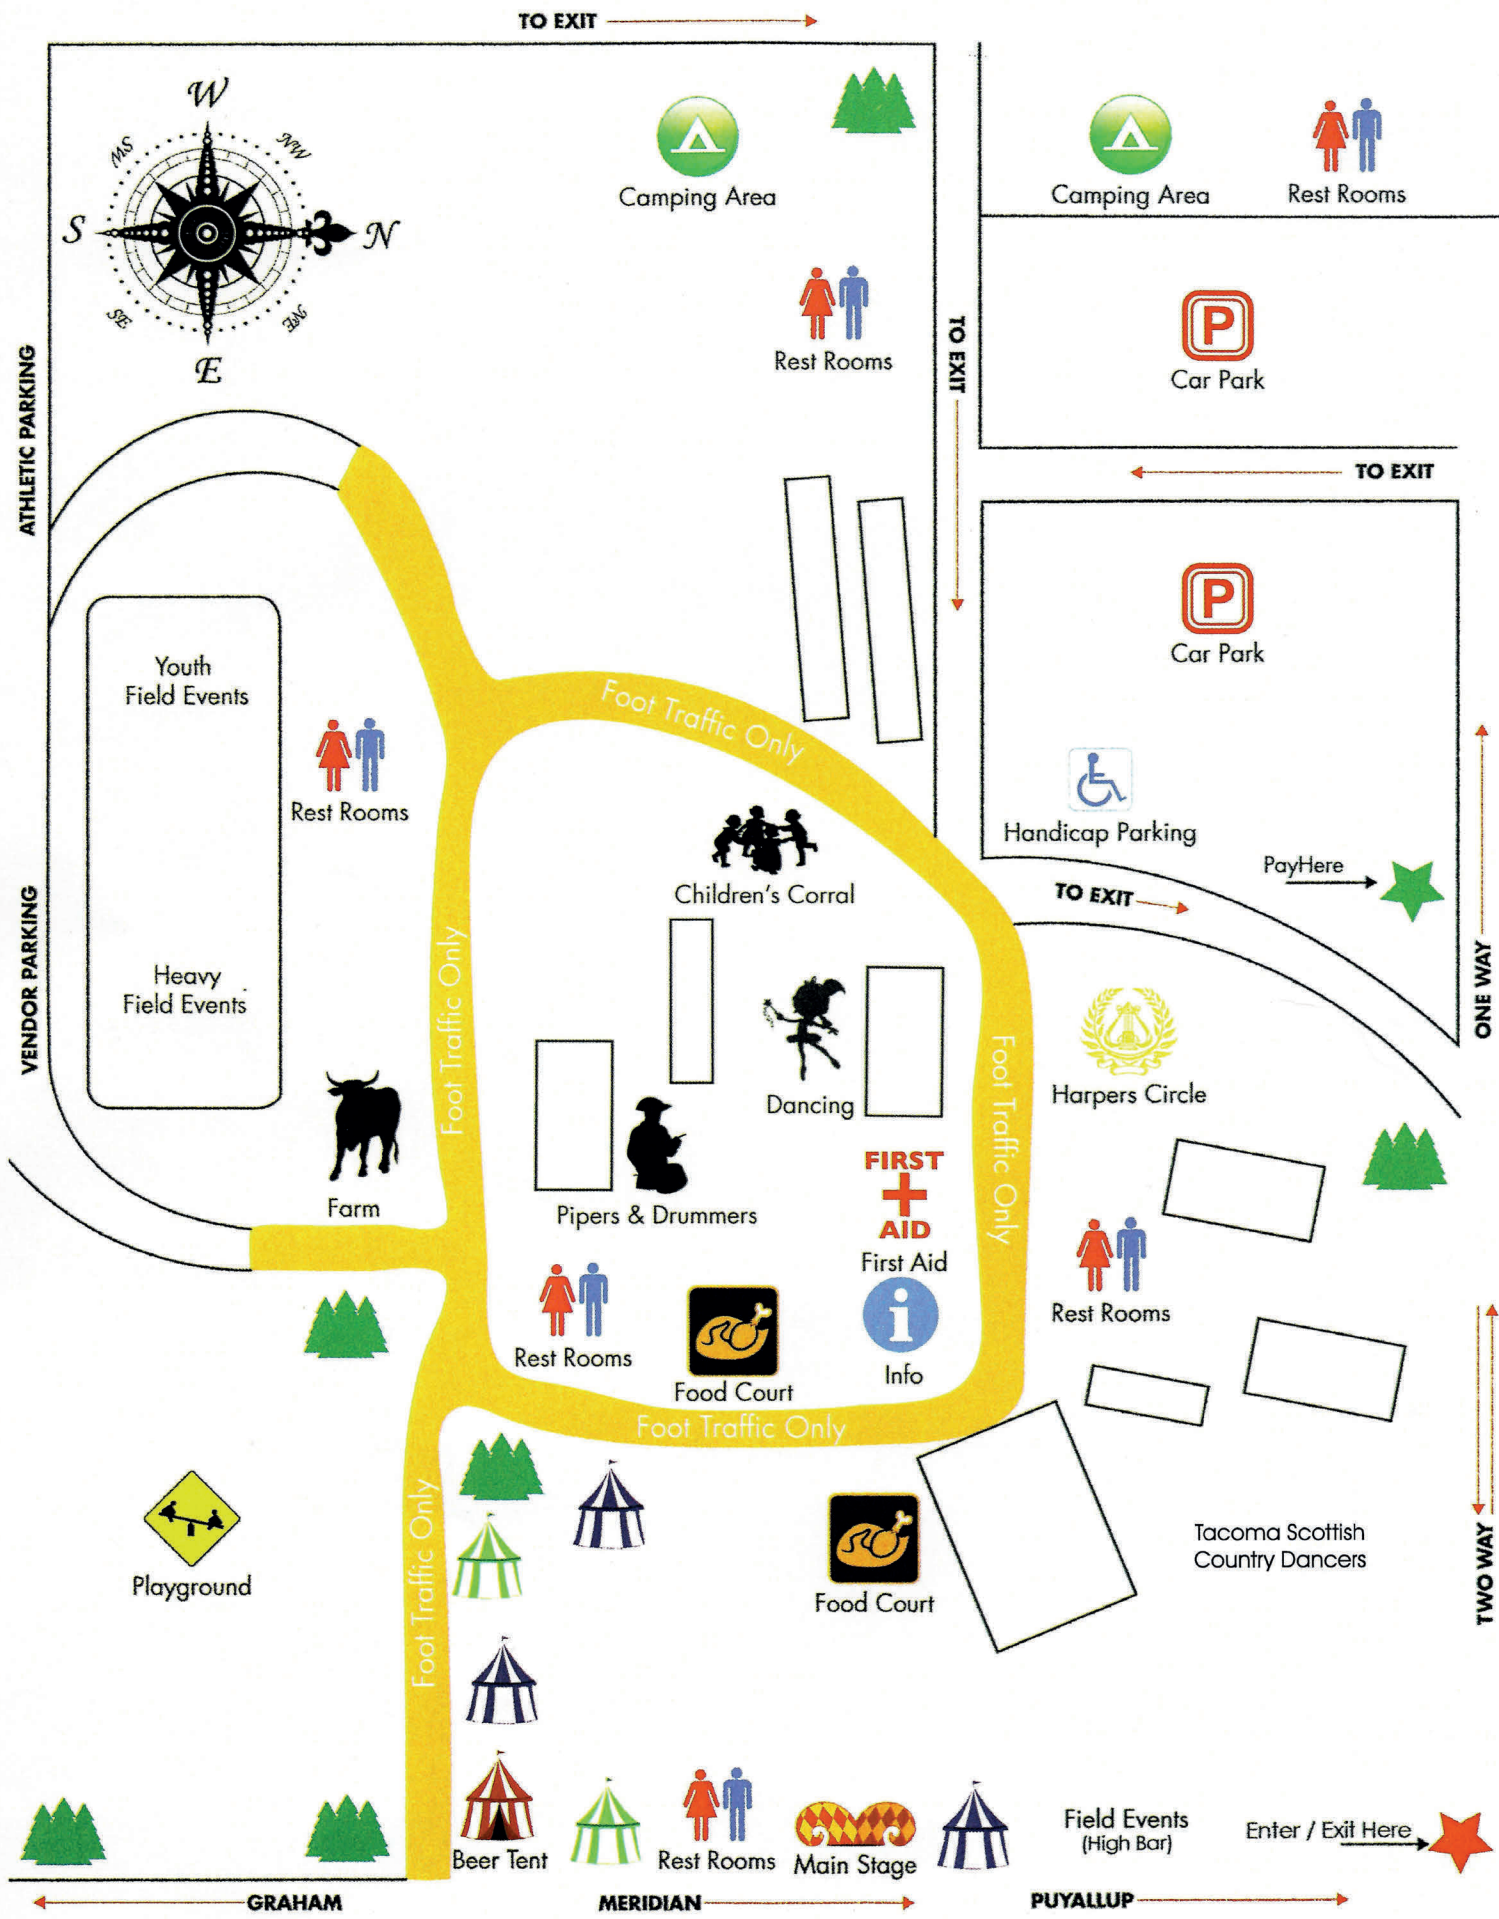 TO EXIT
W
SW
NW
S
N
SE
NE
E
Camping Area
Camping Area
Rest Rooms
Rest Rooms
TO EXIT
P
Car Park
ATHLETIC PARKING
TO EXIT
P
Car Park
Youth
Field Events
Foot Traffic Only
Rest Rooms
Handicap Parking
PayHere
Children's Corral
TO EXIT
VENDOR PARKING
Heavy
Field Events
Foot Traffic Only
ONE WAY
Dancing
Foot Traffic Only
Harpers Circle
FIRST
AID
First Aid
Farm
Pipers & Drummers
i
Info
Rest Rooms
Rest Rooms
Food Court
Foot Traffic Only
Foot Traffic Only
Playground
Food Court
Tacoma Scottish
Country Dancers
TWO WAY
Beer Tent
Rest Rooms
Main Stage
Field Events
(High Bar)
Enter / Exit Here
GRAHAM
MERIDIAN
PUYALLUP